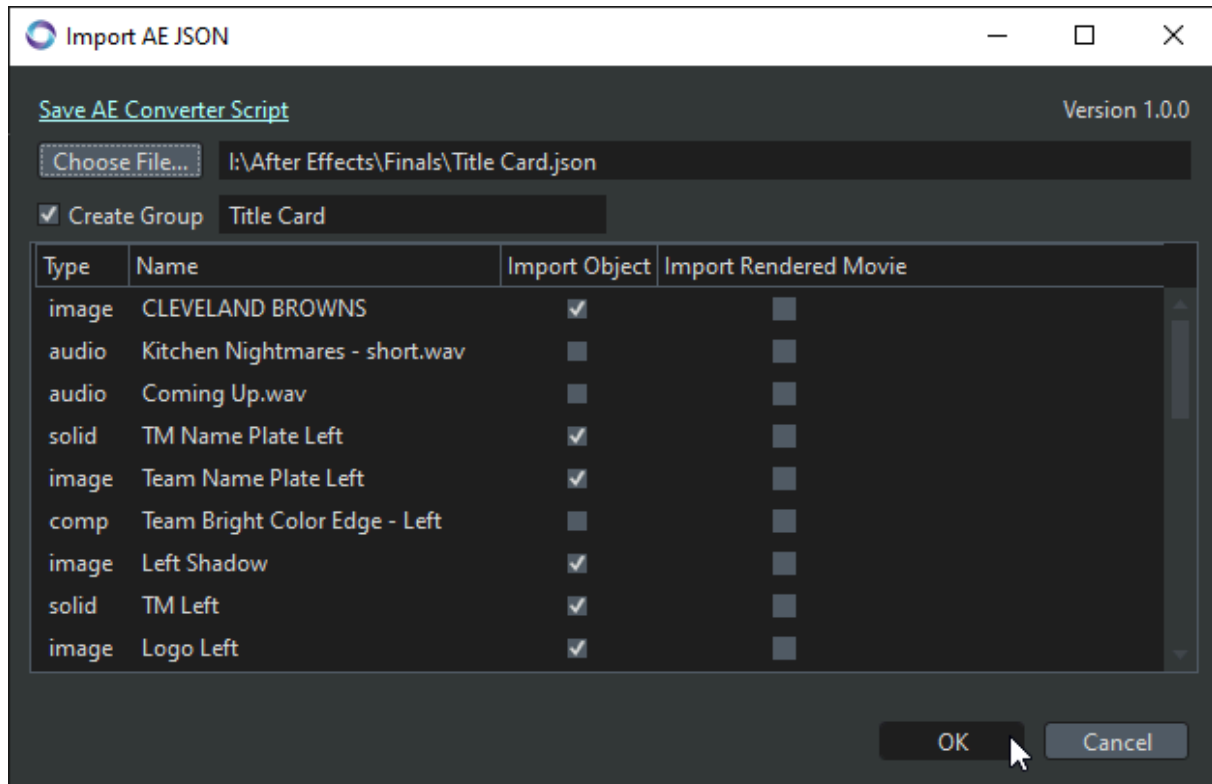 Import AE JSON
Save AE Converter Script Version 1.0.0
Choose File... I:\After Effects\Finals\Title Card.json
Create Group Title Card
Type Name Import Object Import Rendered Movie
image CLEVELAND BROWNS
audio Kitchen Nightmares - short.wav
audio Coming Up.wav
solid TM Name Plate Left
image Team Name Plate Left
comp Team Bright Color Edge - Left
image Left Shadow
solid TM Left
image Logo Left
OK Cancel